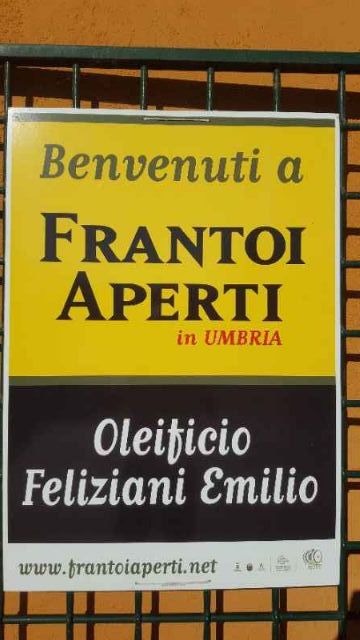 Benvenuti a
FRANTOI
APERTI
in UMBRIA
Oleificio
Feliziani Emilio
www.frantoiaperti.net